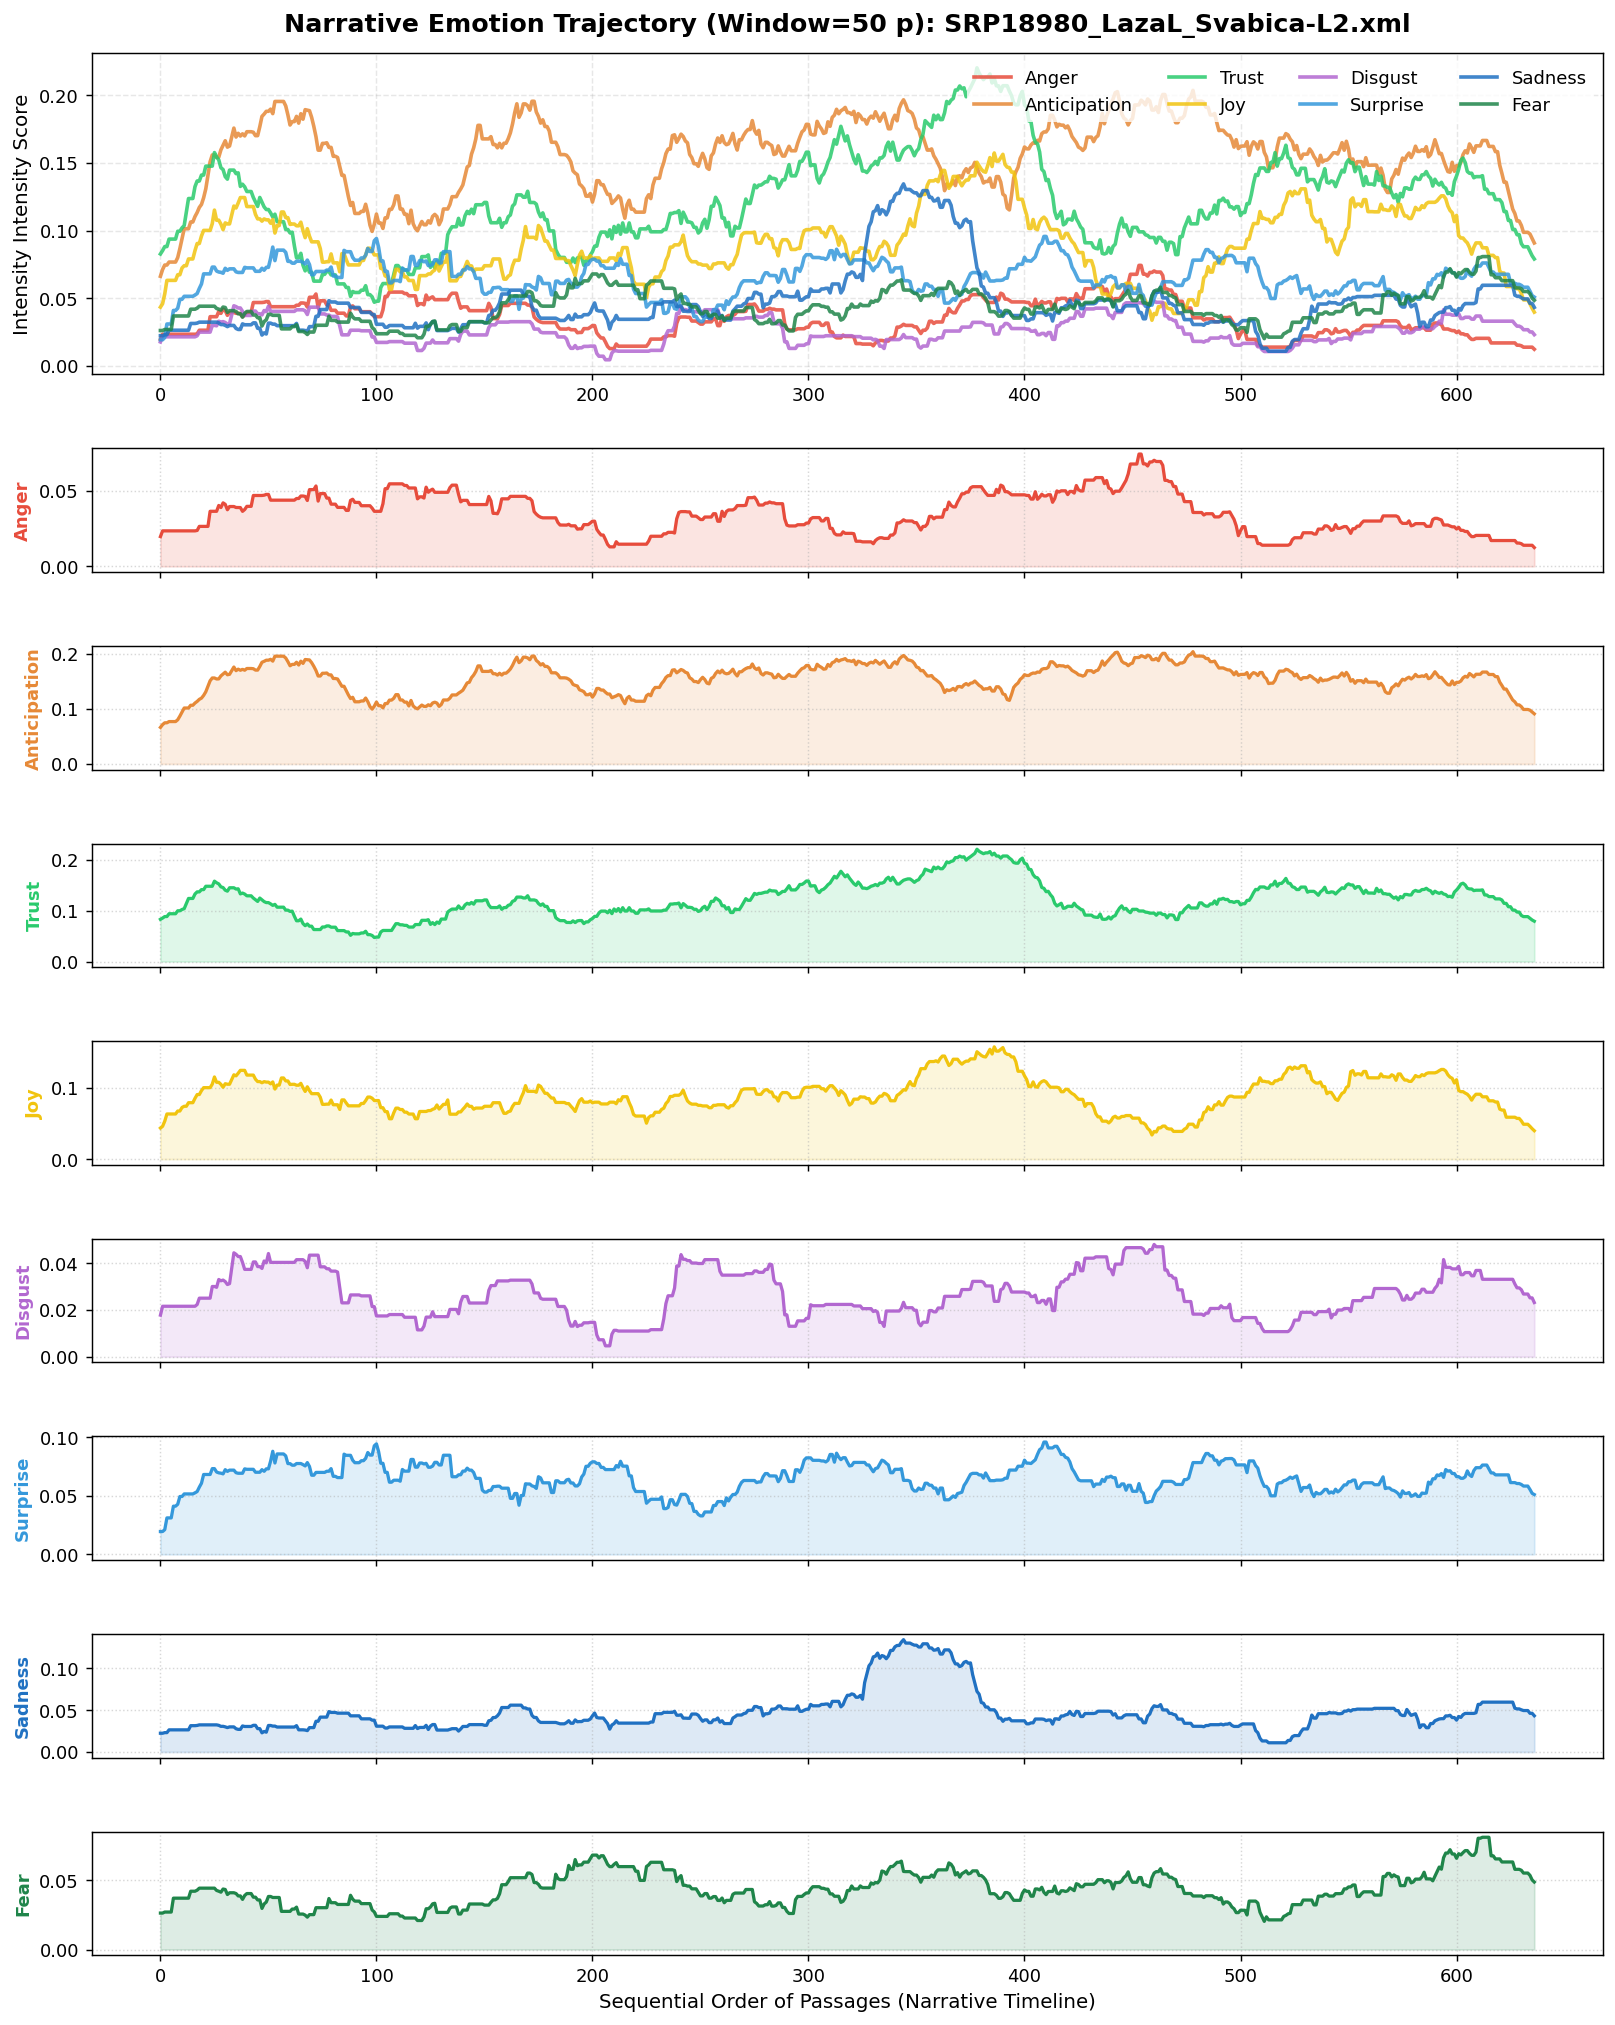 Narrative Emotion Trajectory (Window=50 p): SRP18980_LazaL_Svabica-L2.xml
Intensity Intensity Score
0.20
0.15
0.10
0.05
0.00
Anger Trust Disgust Sadness
Anticipation Joy Surprise Fear
0 100 200 300 400 500 600
Anger
0.05
0.00
Anticipation
0.2
0.1
0.0
Trust
0.2
0.1
0.0
Joy
0.1
0.0
Disgust
0.04
0.02
0.00
Surprise
0.10
0.05
0.00
Sadness
0.10
0.05
0.00
Fear
0.05
0.00
0 100 200 300 400 500 600
Sequential Order of Passages (Narrative Timeline)